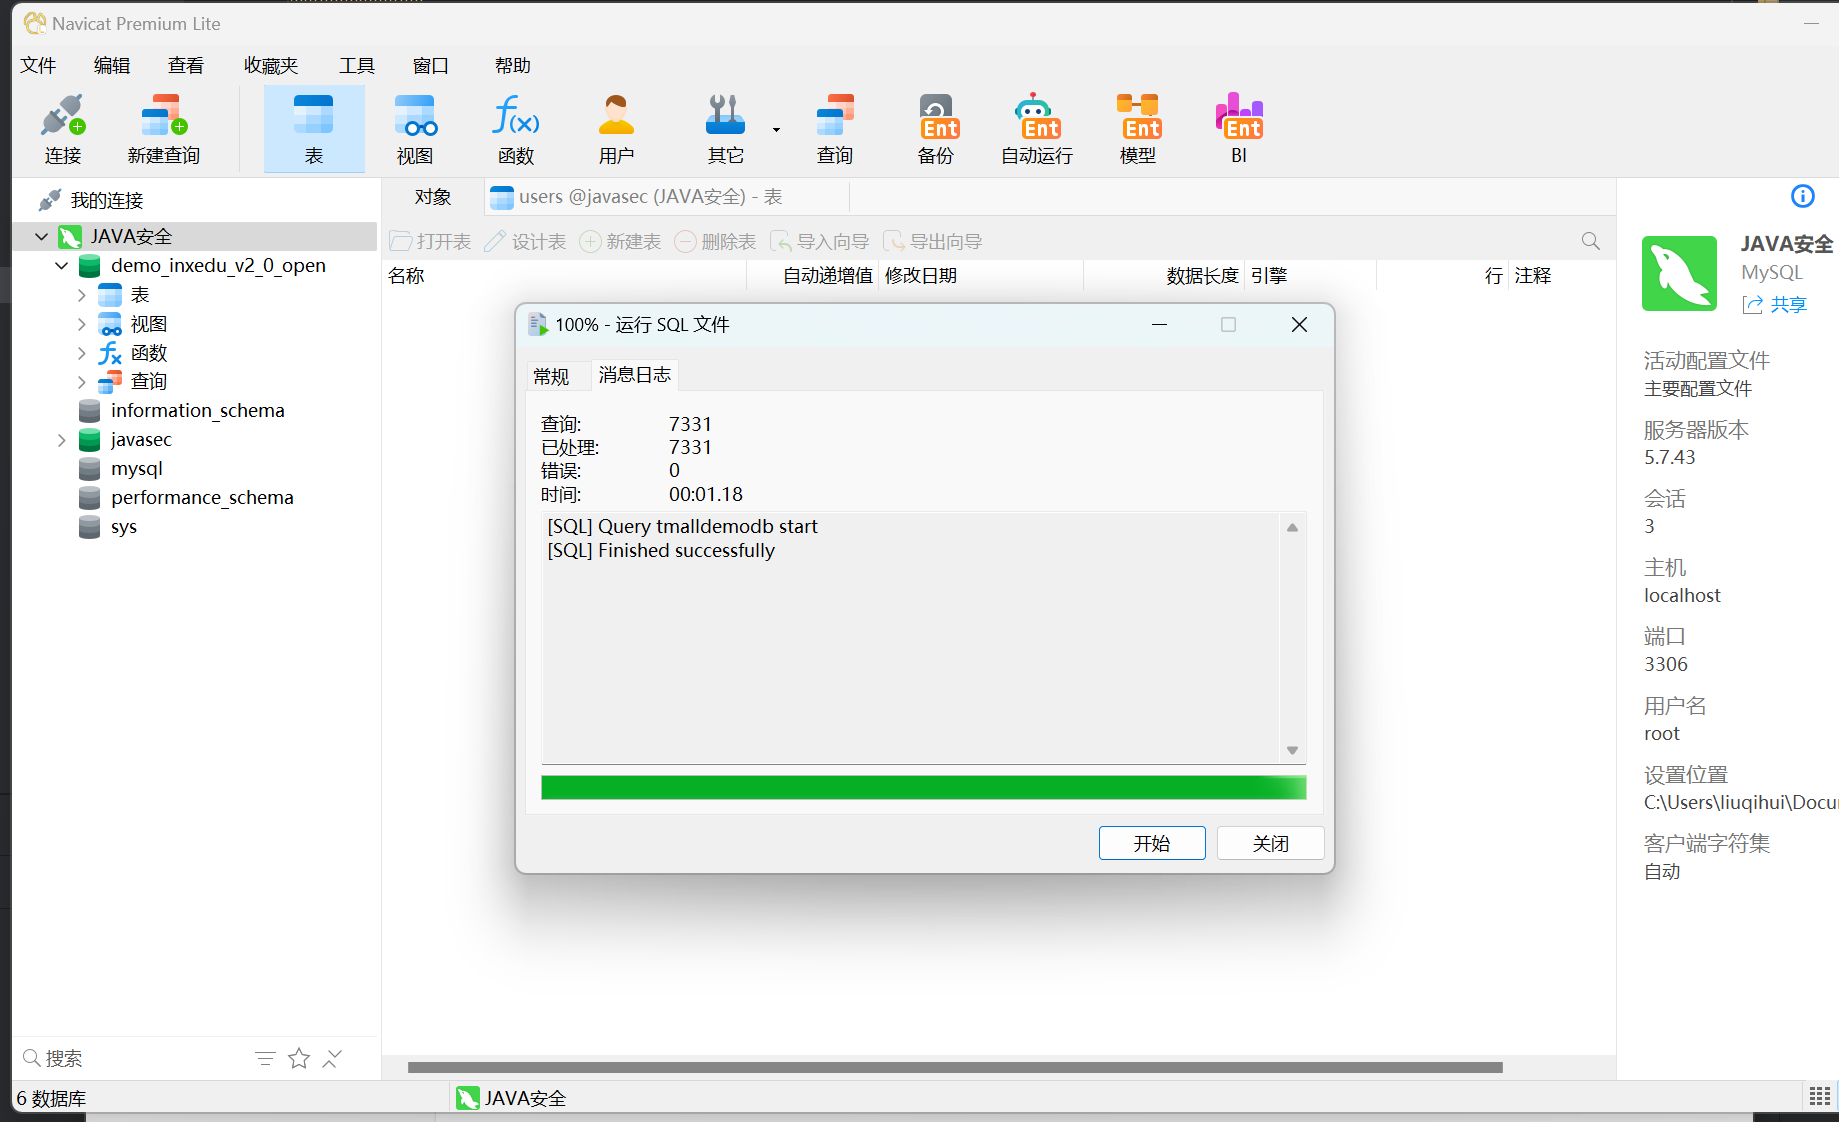 Navicat Premium Lite
文件 编辑 查看 收藏夹 工具 窗口 帮助
Ent Ent Ent Ent
连接 新建查询 表 视图 函数 用户 其它 查询 备份 自动运行 模型 BI
我的连接
JAVA安全
demo_inxedu_v2_0_open
表
视图
函数
查询
information_schema
javasec
mysql
performance_schema
sys
搜索
对象 users @javasec (JAVA安全) - 表
打开表 设计表 新建表 删除表 导入向导 导出向导
名称 自动递增值 修改日期 数据长度 引擎 行 注释
100% - 运行 SQL 文件
常规 消息日志
查询: 7331
已处理: 7331
错误: 0
时间: 00:01.18
[SQL] Query tmalldemodb start
[SQL] Finished successfully
开始 关闭
JAVA安全
MySQL
共享
活动配置文件
主要配置文件
服务器版本
5.7.43
会话
3
主机
localhost
端口
3306
用户名
root
设置位置
C:\Users\liuqihui\Docu
客户端字符集
自动
6 数据库 JAVA安全